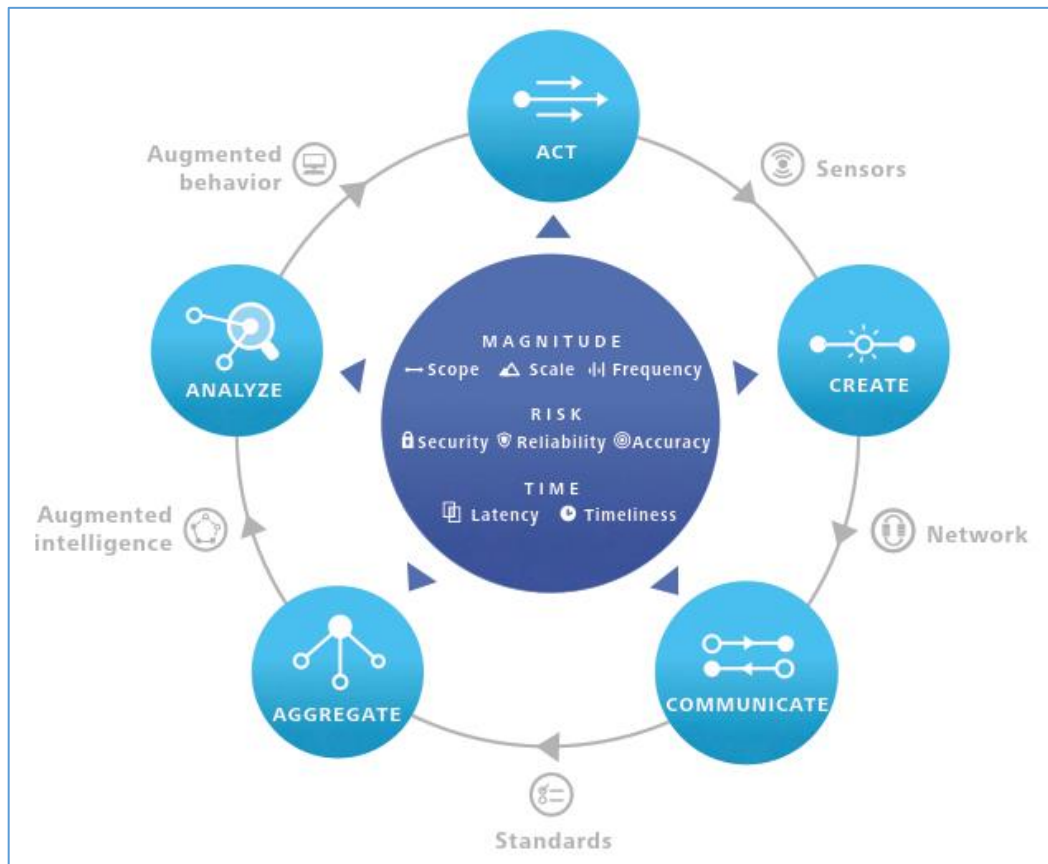 ACT
Augmented
behavior
Sensors
ANALYZE
CREATE
MAGNITUDE
Scope Scale Frequency
RISK
Security Reliability Accuracy
TIME
Latency Timeliness
Augmented
intelligence
Network
AGGREGATE
COMMUNICATE
Standards